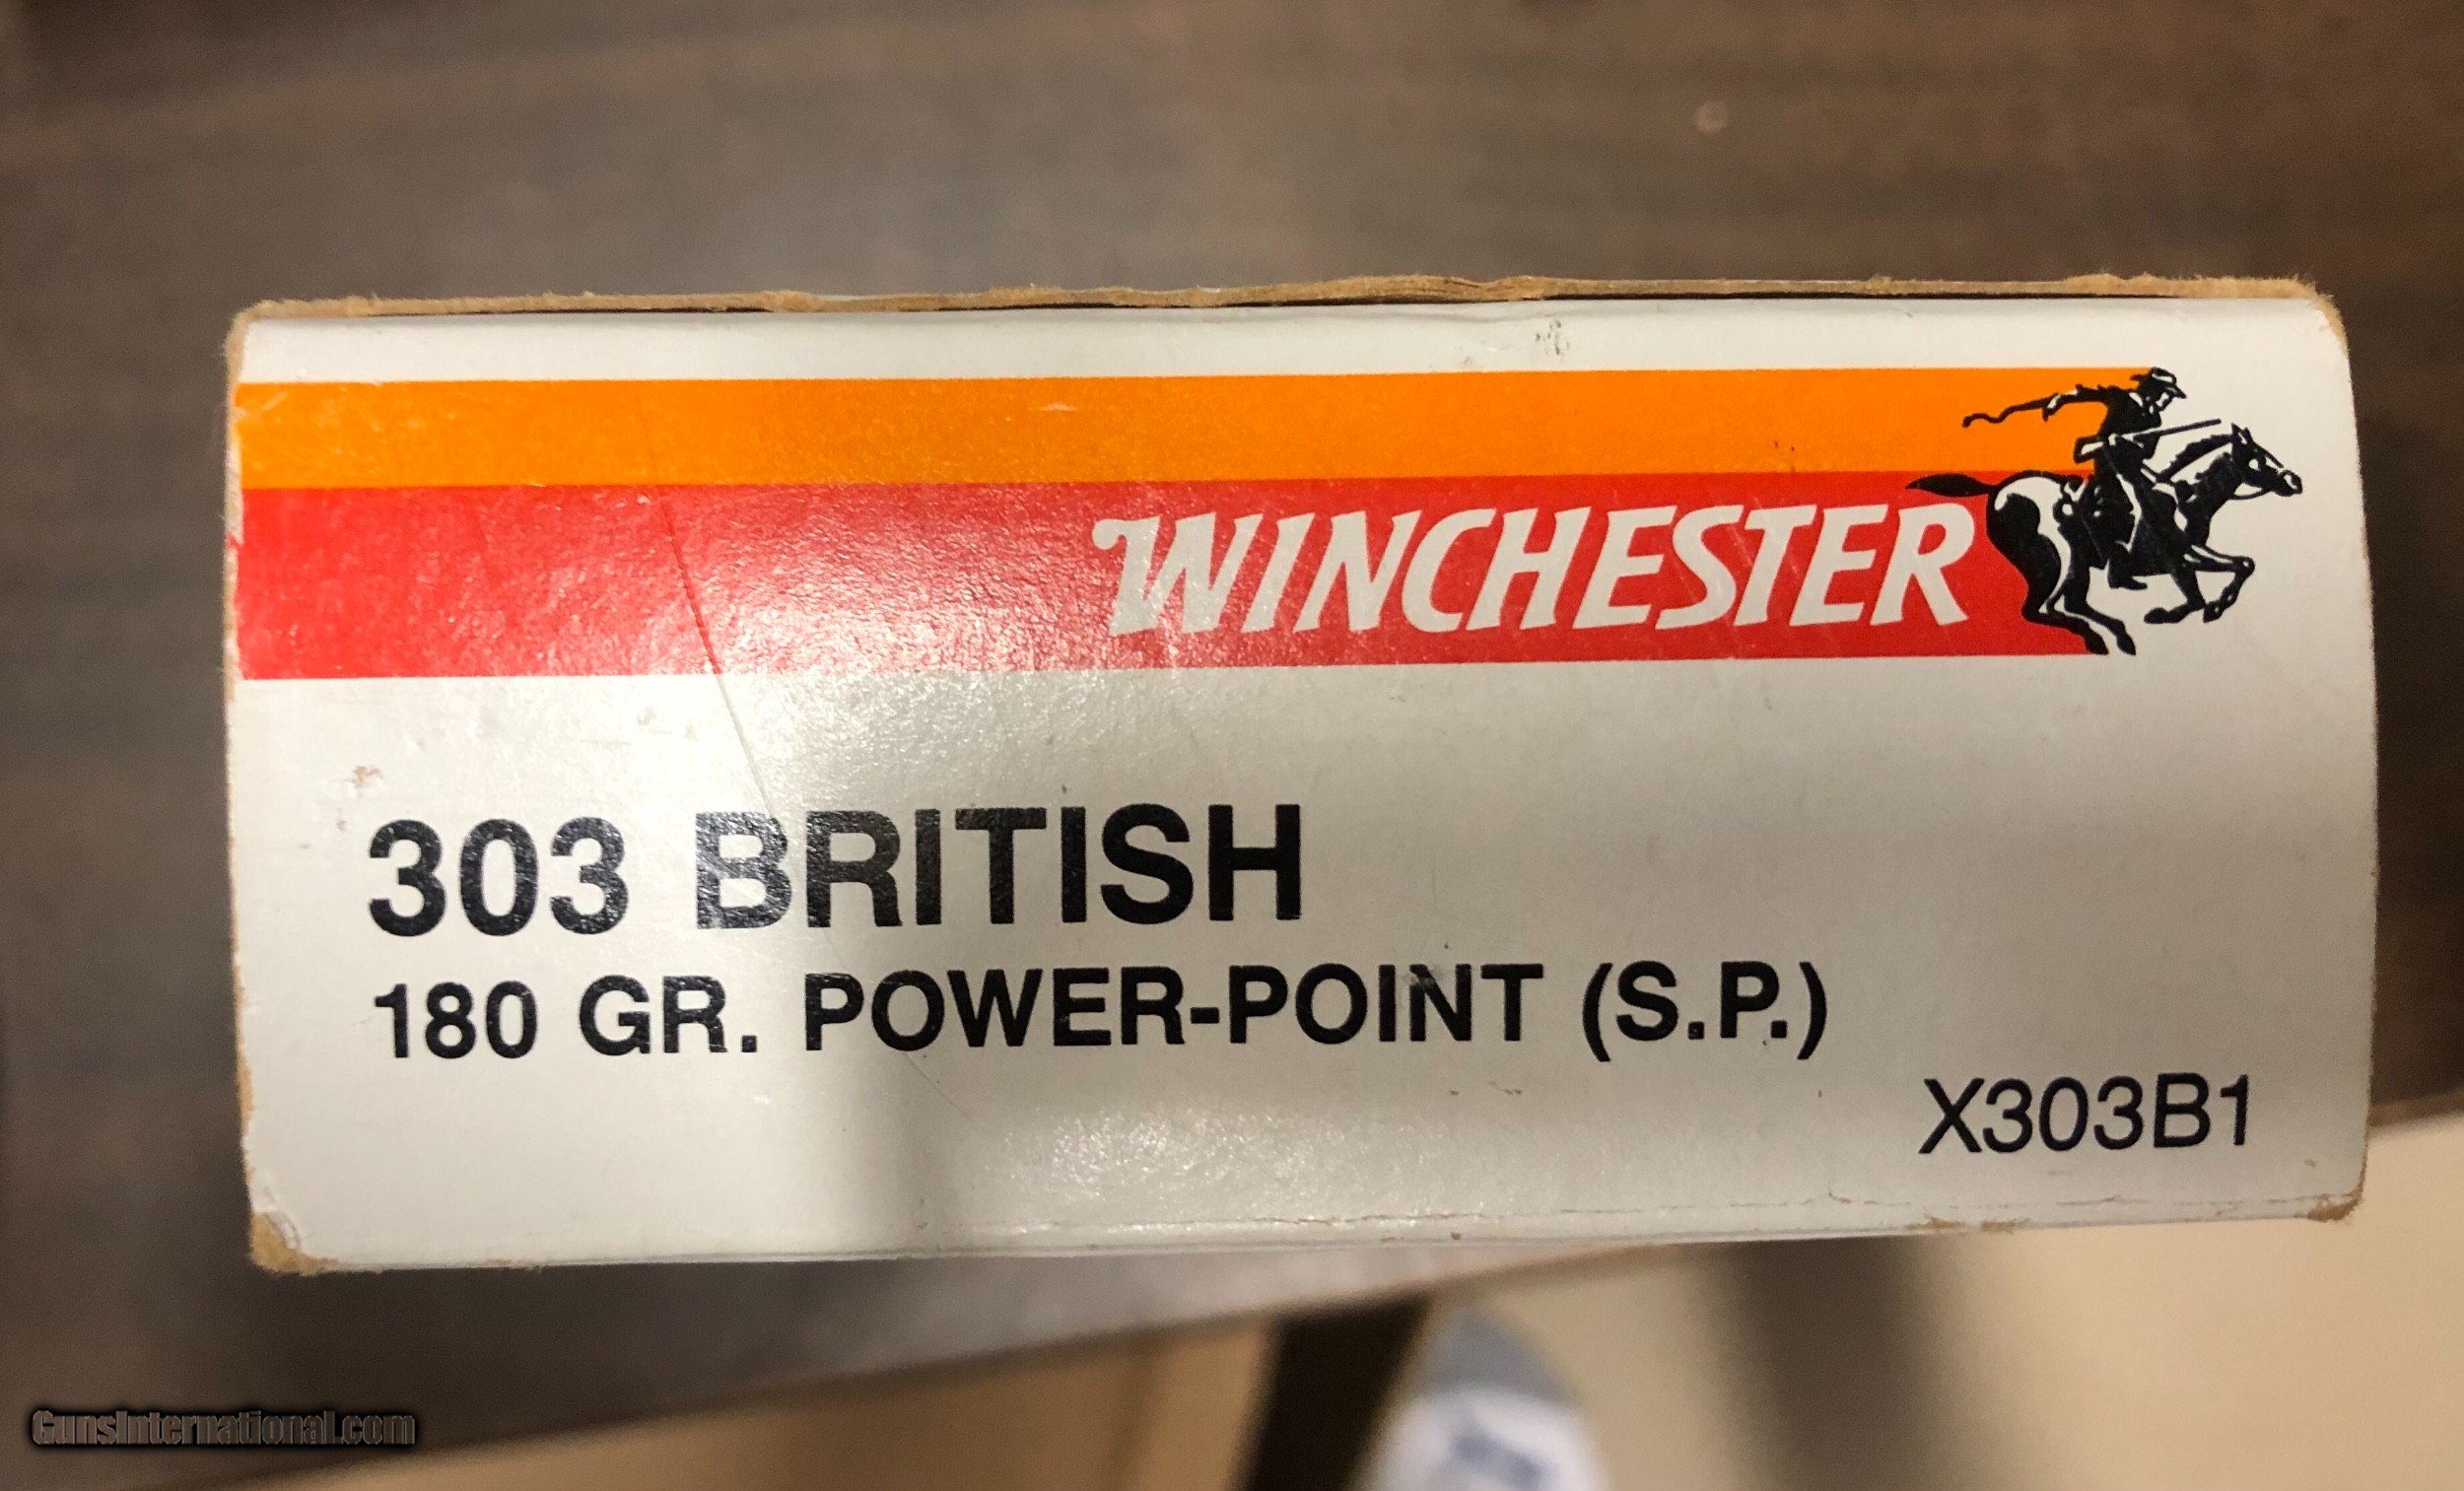 WINCHESTER
303 BRITISH
180 GR. POWER-POINT (S.P.)
X303B1
GunsInternational.com